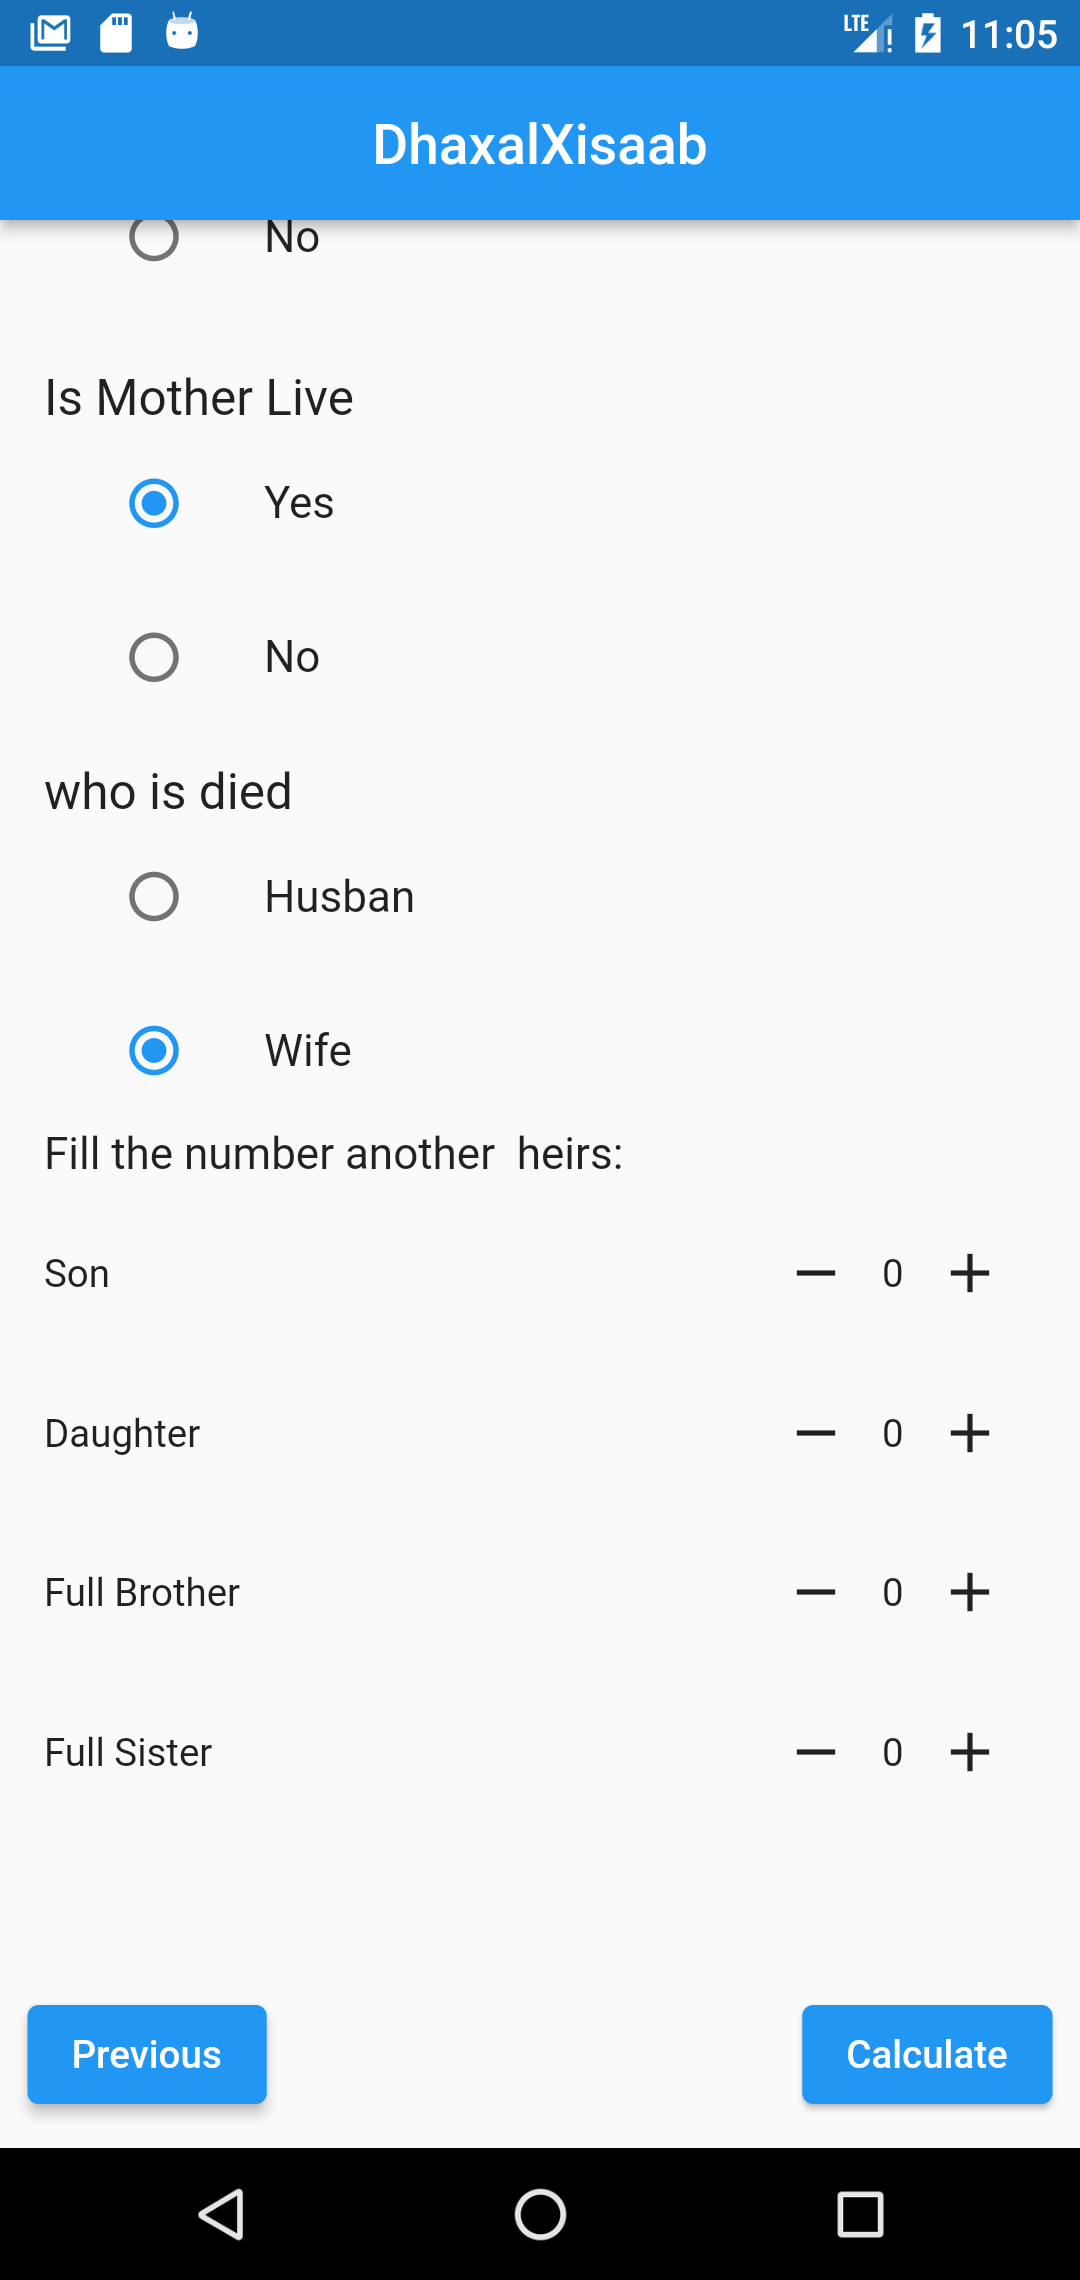 LTE 11:05
DhaxalXisaab
No
Is Mother Live
Yes
No
who is died
Husban
Wife
Fill the number another  heirs:
Son 0
Daughter 0
Full Brother 0
Full Sister 0
Previous Calculate